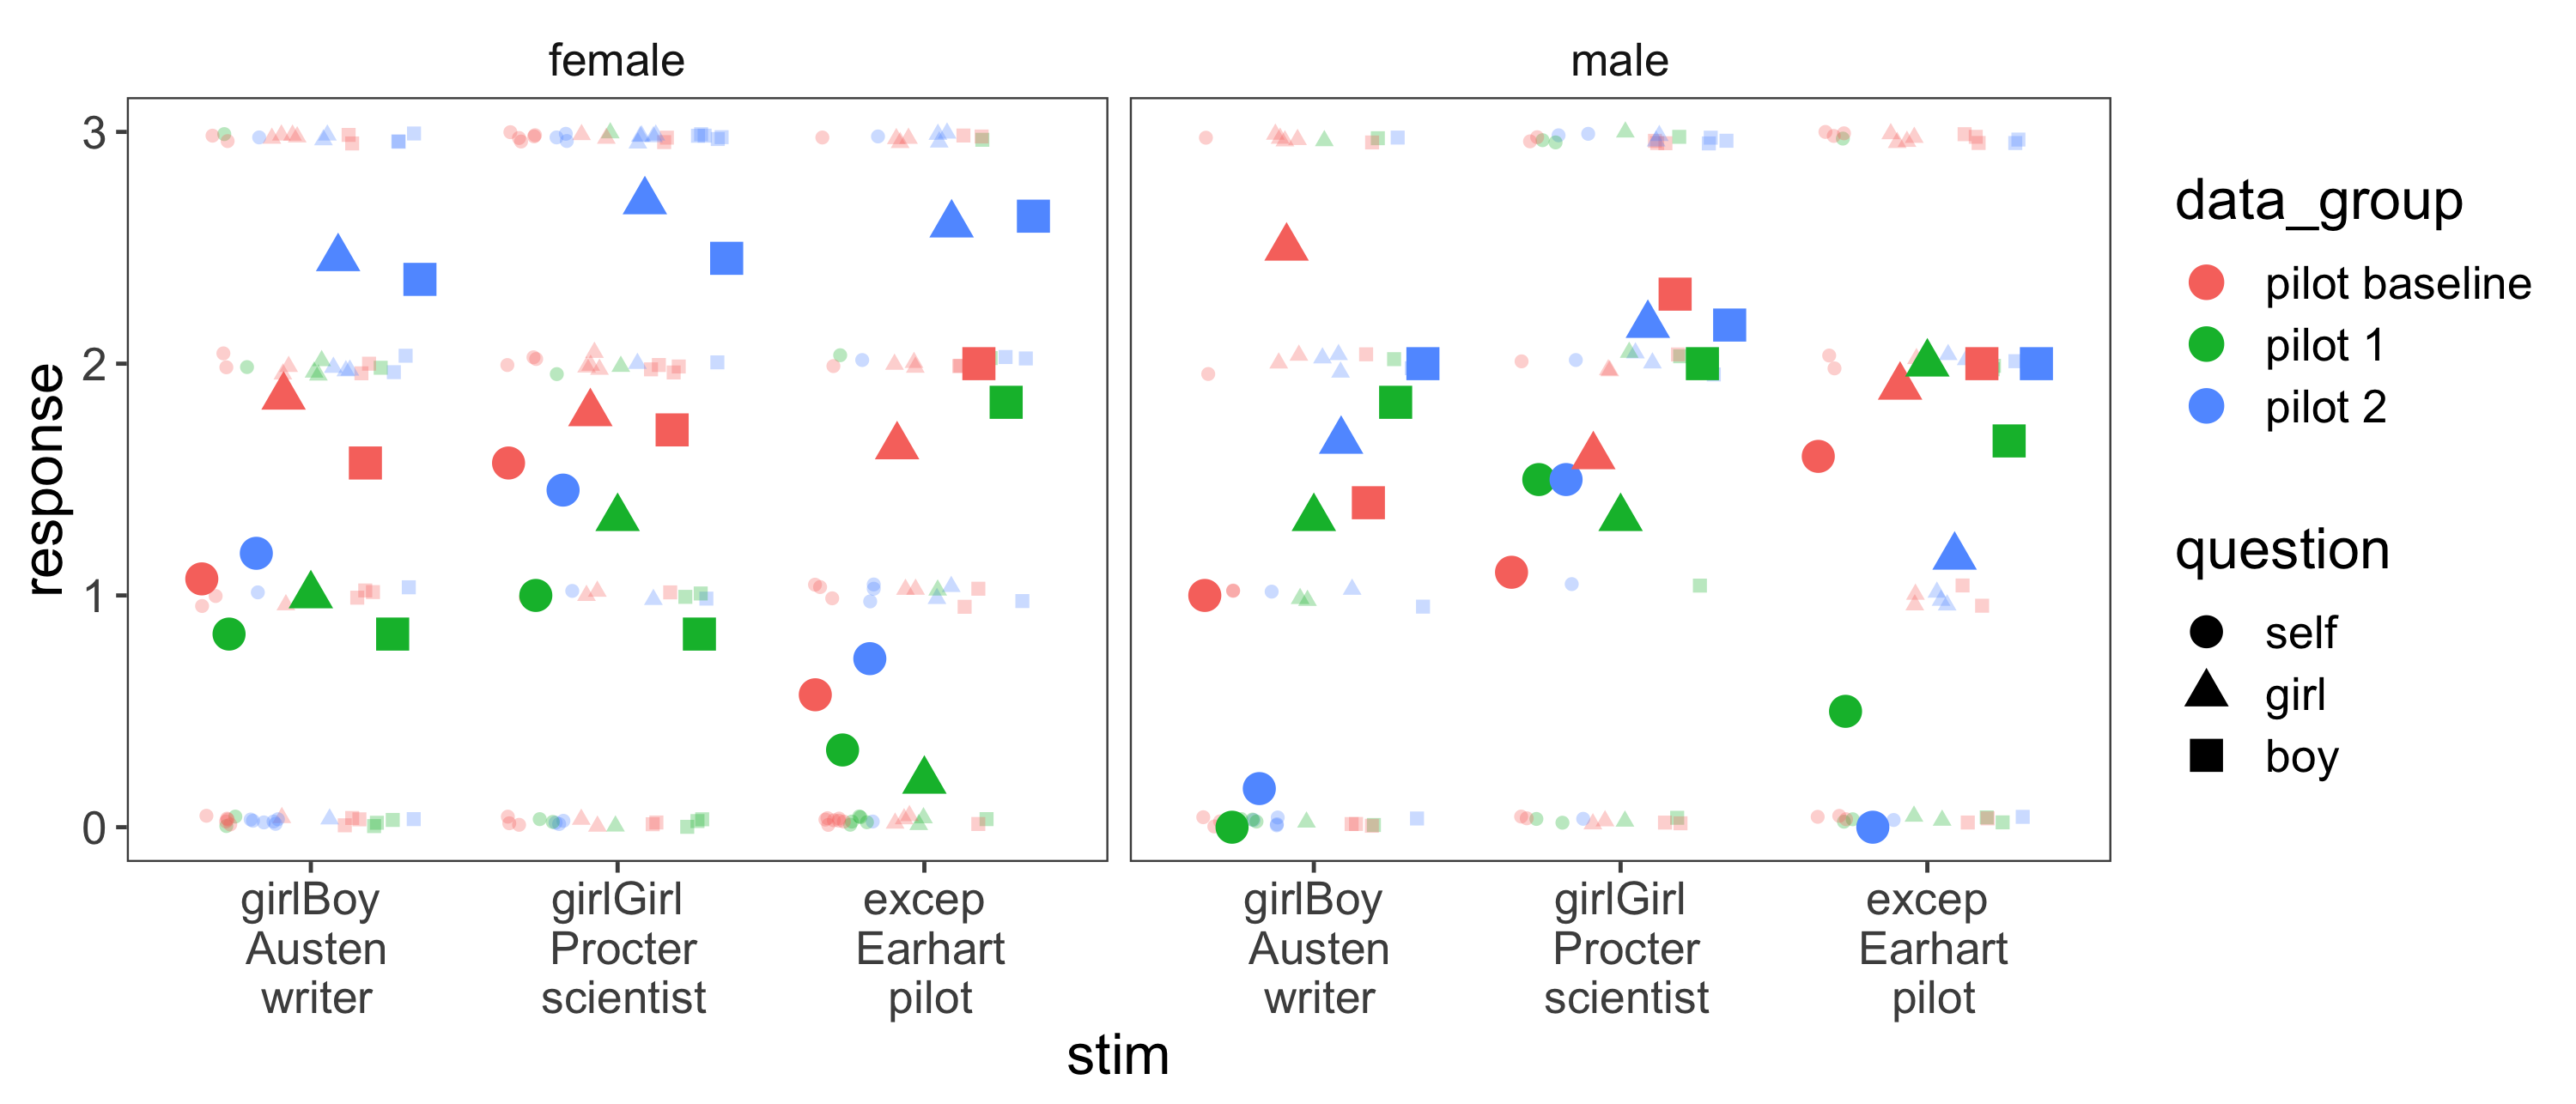 female
male
response
3
2
1
0
girlBoy
Austen
writer
girlGirl
Procter
scientist
excep
Earhart
pilot
girlBoy
Austen
writer
girlGirl
Procter
scientist
excep
Earhart
pilot
stim
data_group
pilot baseline
pilot 1
pilot 2
question
self
girl
boy